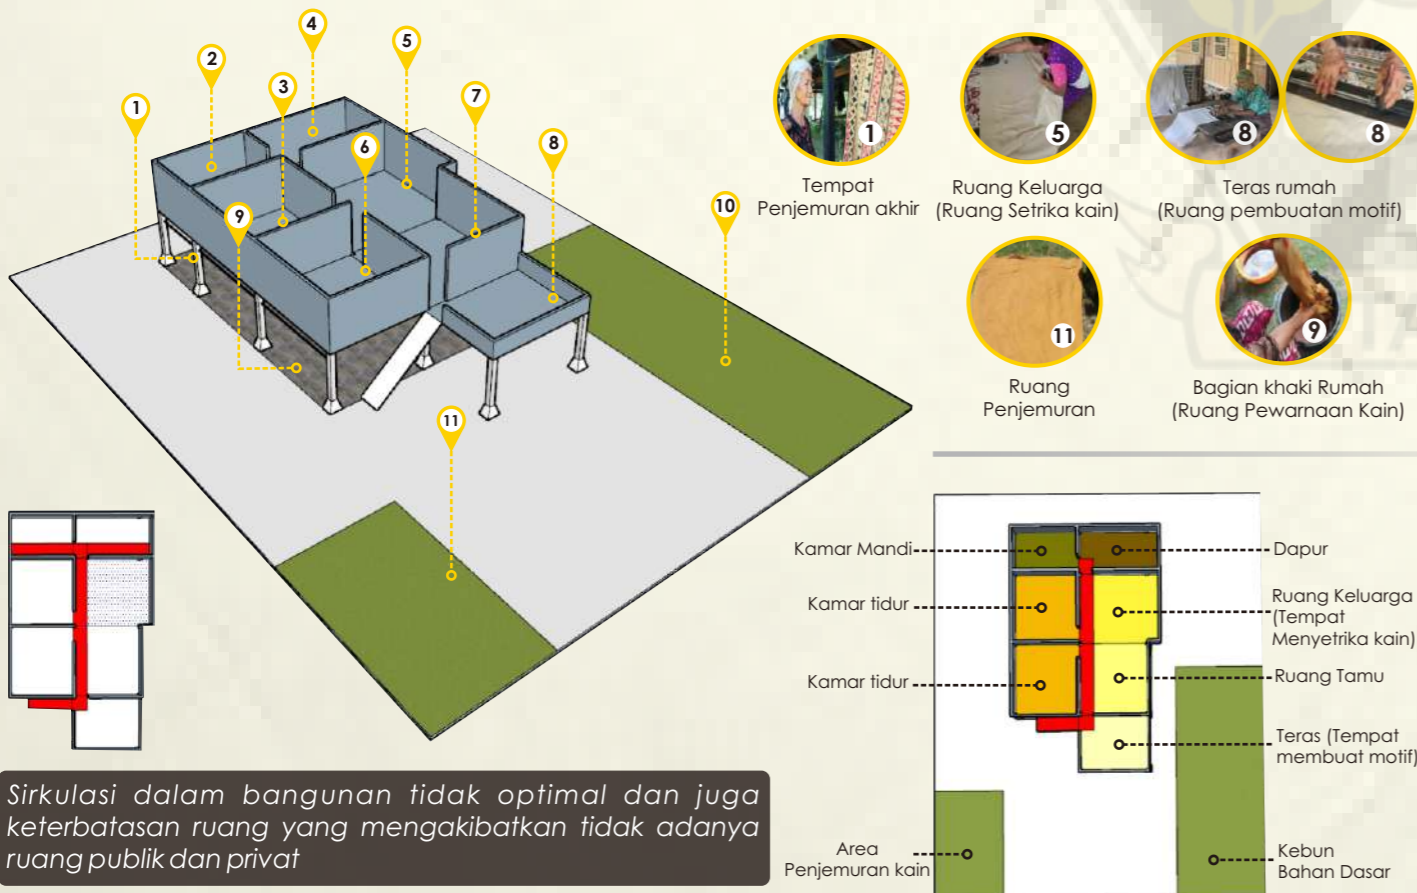 4
2
5
1
3
7
6
8
9
10
11
1
Tempat
Penjemuran akhir
5
Ruang Keluarga
(Ruang Setrika kain)
8
8
Teras rumah
(Ruang pembuatan motif)
11
Ruang
Penjemuran
9
Bagian khaki Rumah
(Ruang Pewarnaan Kain)
Kamar Mandi
Dapur
Kamar tidur
Ruang Keluarga
(Tempat
Menyetrika kain)
Kamar tidur
Ruang Tamu
Teras (Tempat
membuat motif)
Area
Penjemuran kain
Kebun
Bahan Dasar
Sirkulasi dalam bangunan tidak optimal dan juga
keterbatasan ruang yang mengakibatkan tidak adanya
ruang publik dan privat